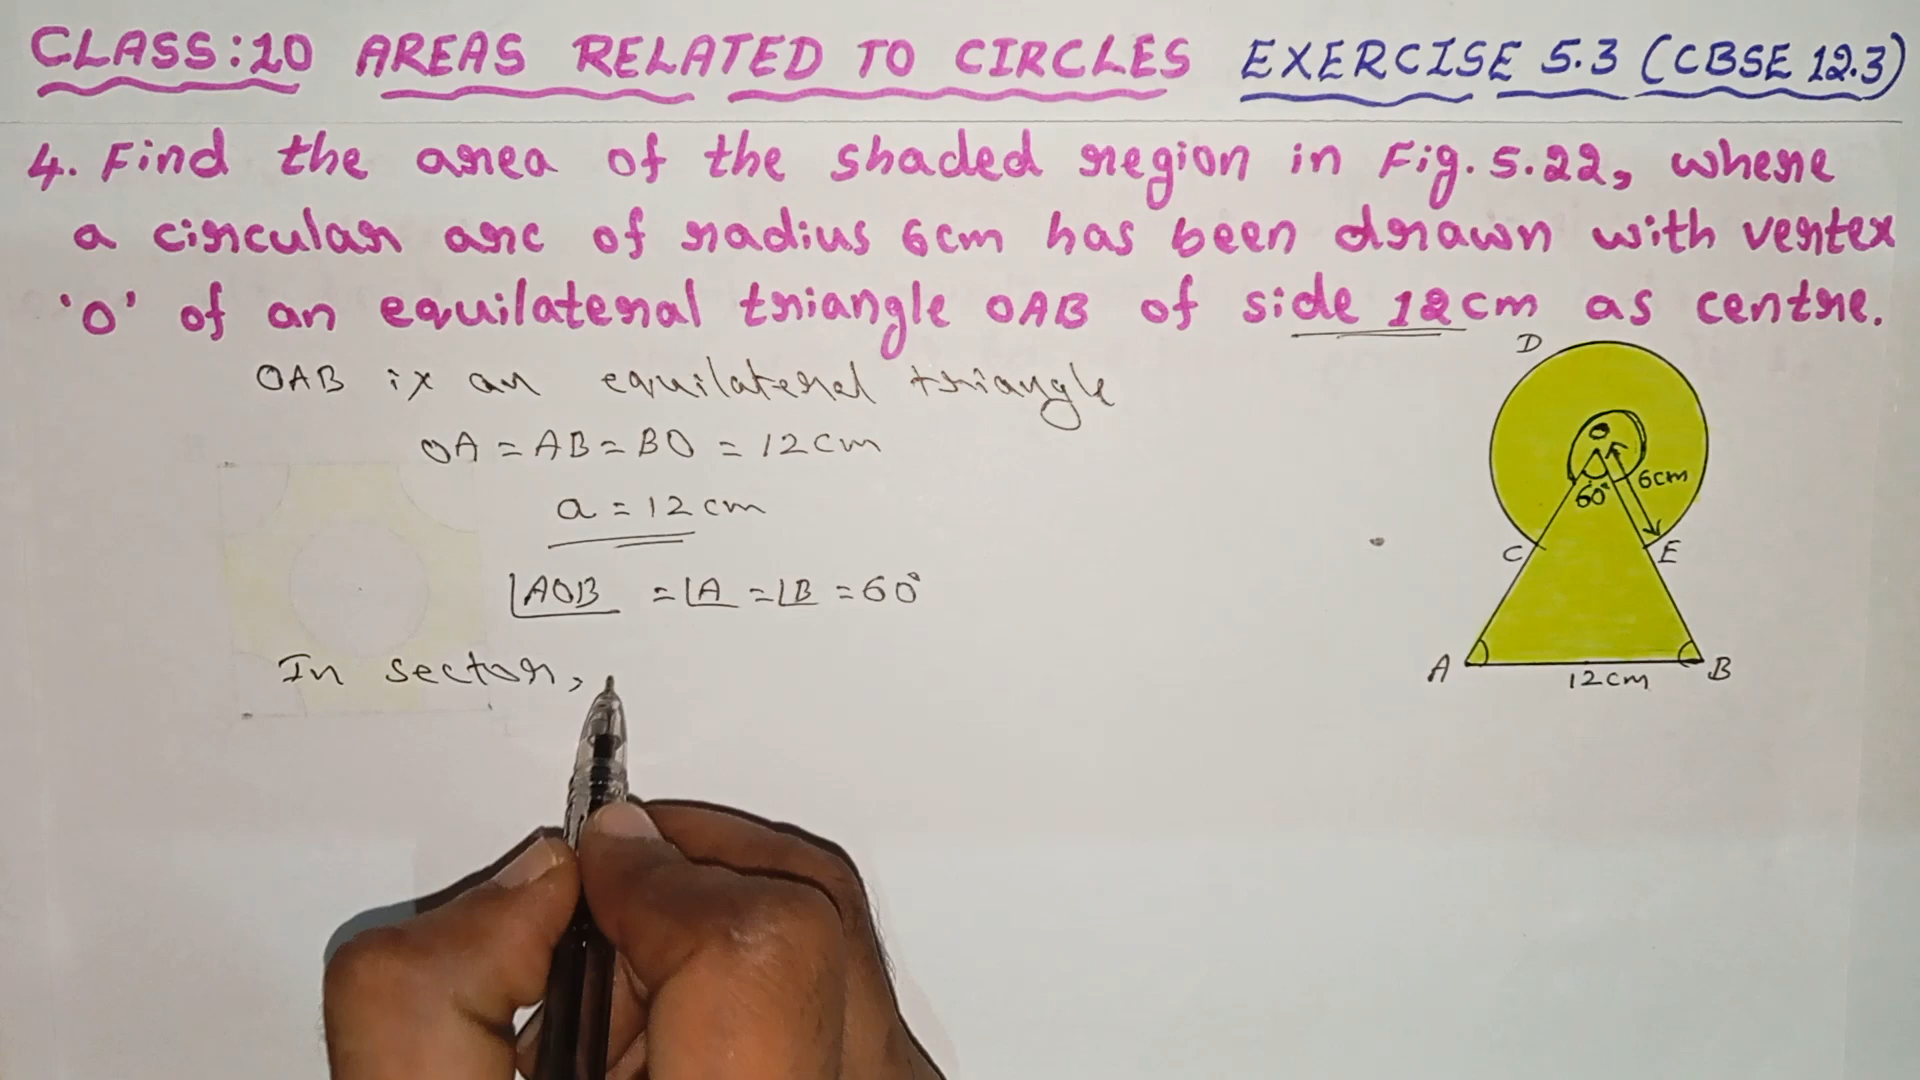 CLASS:10 AREAS RELATED TO CIRCLES EXERCISE 5.3 (CBSE 12.3)
4. Find the area of the shaded region in Fig. 5.22, where
a circular arc of radius 6cm has been drawn with vertex
'O' of an equilateral triangle OAB of side 12cm as centre.
OAB is an equilateral triangle
OA = AB = BO = 12cm
a = 12 cm
∠AOB = ∠A = ∠B = 60°
In sector,
D
O
6cm
60°
C
E
A
B
12cm